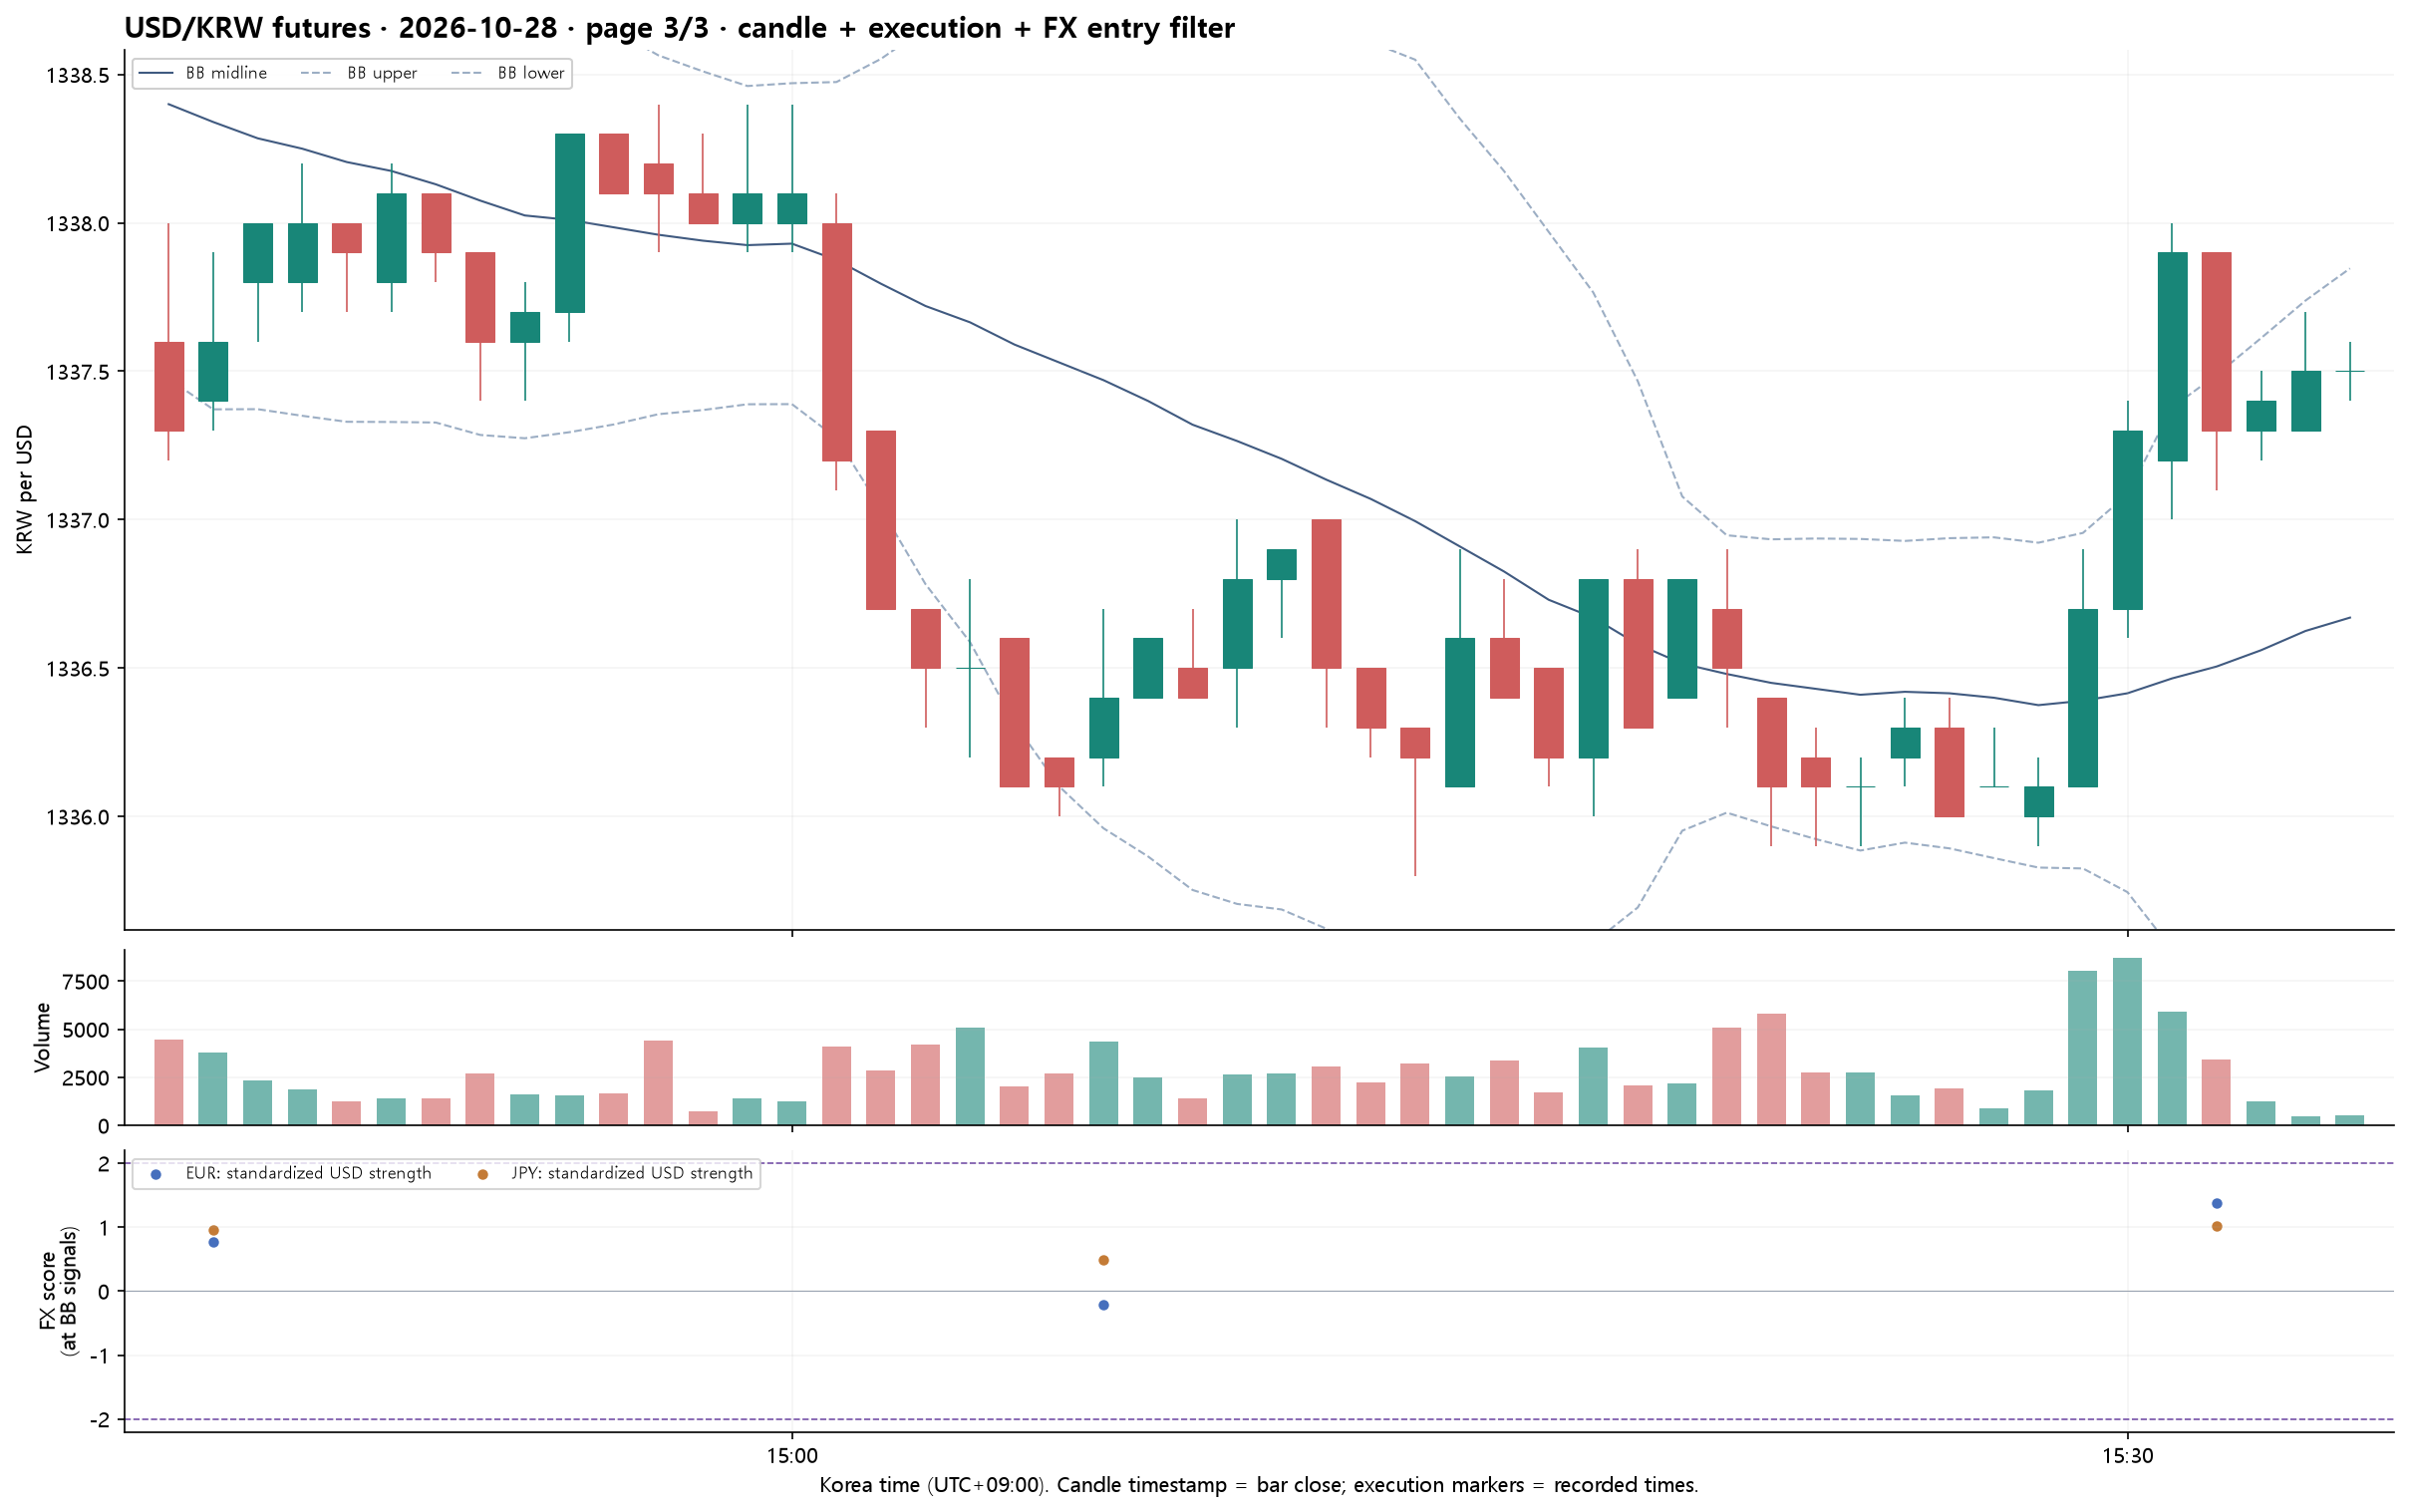 USD/KRW futures · 2026-10-28 · page 3/3 · candle + execution + FX entry filter
BB midline BB upper BB lower
1338.5
1338.0
1337.5
1337.0
1336.5
1336.0
KRW per USD
7500
5000
2500
0
Volume
EUR: standardized USD strength JPY: standardized USD strength
2
1
0
-1
-2
FX score
(at BB signals)
15:00 15:30
Korea time (UTC+09:00). Candle timestamp = bar close; execution markers = recorded times.